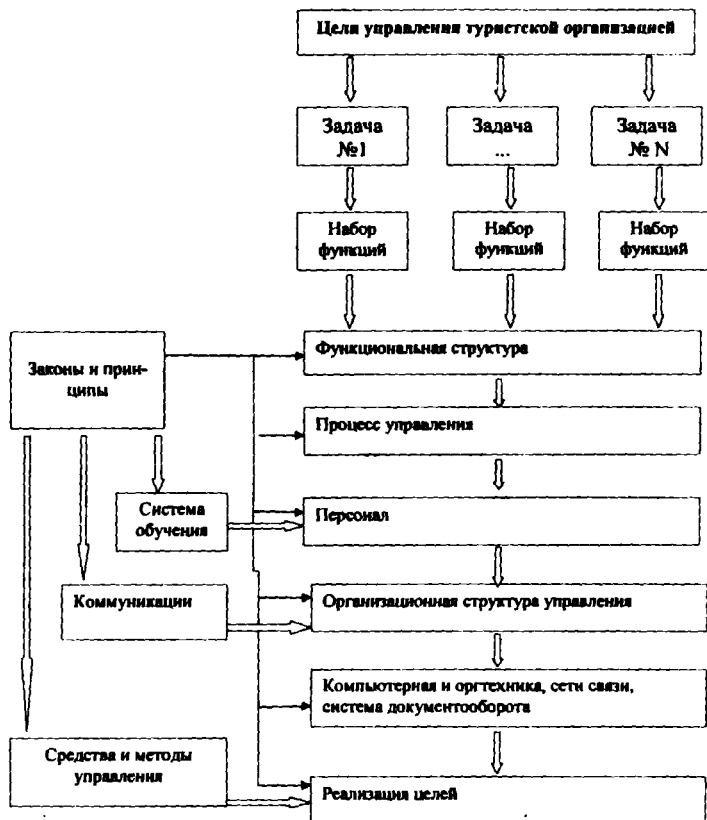 Цели управления туристской организацией
Задача
№1
Задача
...
Задача
№ N
Набор
функций
Набор
функций
Набор
функций
Законы и прин-
ципы
Функциональная структура
Процесс управления
Система
обучения
Персонал
Коммуникации
Организационная структура управления
Компьютерная и оргтехника, сети связи,
система документооборота
Средства и методы
управления
Реализация целей